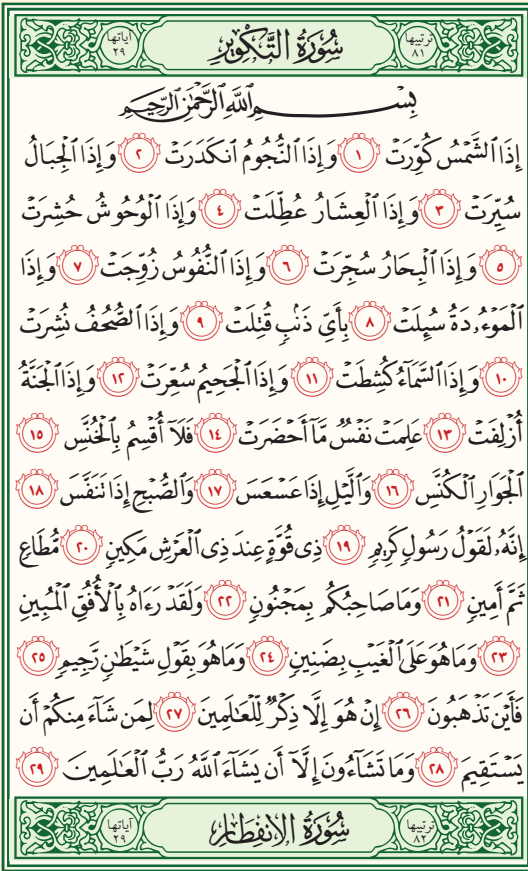 ترتيبها ٨١ سُورَةُ التَّكْوِيرِ آياتها ٢٩
بِسْمِ ٱللَّهِ ٱلرَّحْمَٰنِ ٱلرَّحِيمِ
إِذَا ٱلشَّمْسُ كُوِّرَتْ ١ وَإِذَا ٱلنُّجُومُ ٱنكَدَرَتْ ٢ وَإِذَا ٱلْجِبَالُ
سُيِّرَتْ ٣ وَإِذَا ٱلْعِشَارُ عُطِّلَتْ ٤ وَإِذَا ٱلْوُحُوشُ حُشِرَتْ
٥ وَإِذَا ٱلْبِحَارُ سُجِّرَتْ ٦ وَإِذَا ٱلنُّفُوسُ زُوِّجَتْ ٧ وَإِذَا
ٱلْمَوْءُۥدَةُ سُئِلَتْ ٨ بِأَىِّ ذَنۢبٍ قُتِلَتْ ٩ وَإِذَا ٱلصُّحُفُ نُشِرَتْ
١٠ وَإِذَا ٱلسَّمَآءُ كُشِطَتْ ١١ وَإِذَا ٱلْجَحِيمُ سُعِّرَتْ ١٢ وَإِذَا ٱلْجَنَّةُ
أُزْلِفَتْ ١٣ عَلِمَتْ نَفْسٌ مَّآ أَحْضَرَتْ ١٤ فَلَآ أُقْسِمُ بِٱلْخُنَّسِ ١٥
ٱلْجَوَارِ ٱلْكُنَّسِ ١٦ وَٱلَّيْلِ إِذَا عَسْعَسَ ١٧ وَٱلصُّبْحِ إِذَا تَنَفَّسَ ١٨
إِنَّهُۥ لَقَوْلُ رَسُولٍ كَرِيمٍ ١٩ ذِى قُوَّةٍ عِندَ ذِى ٱلْعَرْشِ مَكِينٍ ٢٠ مُّطَاعٍ
ثَمَّ أَمِينٍ ٢١ وَمَا صَاحِبُكُم بِمَجْنُونٍ ٢٢ وَلَقَدْ رَءَاهُ بِٱلْأُفُقِ ٱلْمُبِينِ
٢٣ وَمَا هُوَ عَلَى ٱلْغَيْبِ بِضَنِينٍ ٢٤ وَمَا هُوَ بِقَوْلِ شَيْطَٰنٍ رَّجِيمٍ ٢٥
فَأَيْنَ تَذْهَبُونَ ٢٦ إِنْ هُوَ إِلَّا ذِكْرٌ لِّلْعَٰلَمِينَ ٢٧ لِمَن شَآءَ مِنكُمْ أَن
يَسْتَقِيمَ ٢٨ وَمَا تَشَآءُونَ إِلَّآ أَن يَشَآءَ ٱللَّهُ رَبُّ ٱلْعَٰلَمِينَ ٢٩
ترتيبها ٨٢ سُورَةُ الإنفِطَارِ آياتها ٢٩